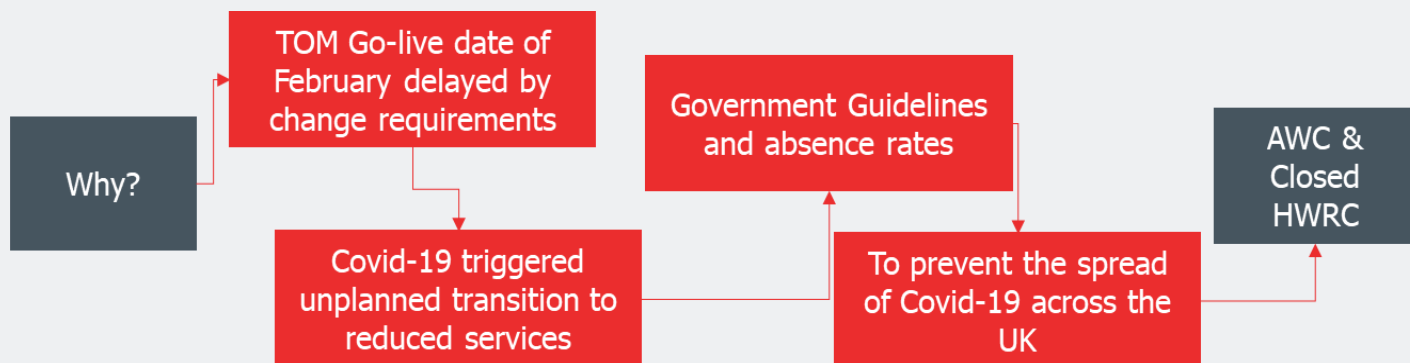 Why?
TOM Go-live date of
February delayed by
change requirements
Covid-19 triggered
unplanned transition to
reduced services
Government Guidelines
and absence rates
To prevent the spread
of Covid-19 across the
UK
AWC &
Closed
HWRC